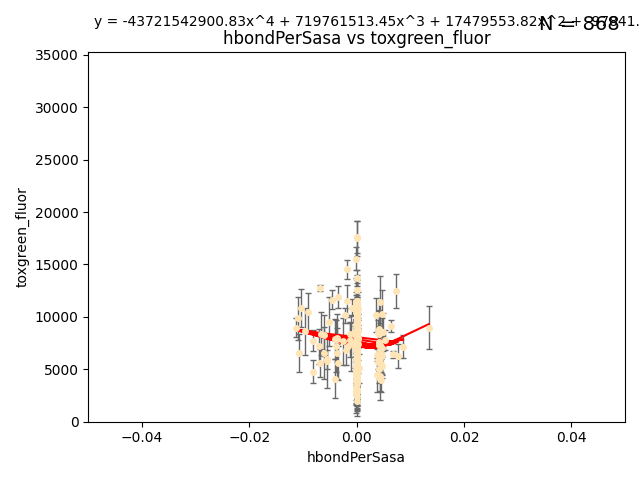 y = -43721542900.83x^4 + 719761513.45x^3 + 17479553.82x^2 +
N = 868
hbondPerSasa vs toxgreen_fluor
35000
30000
25000
20000
15000
10000
5000
0
toxgreen_fluor
−0.04
−0.02
0.00
0.02
0.04
hbondPerSasa